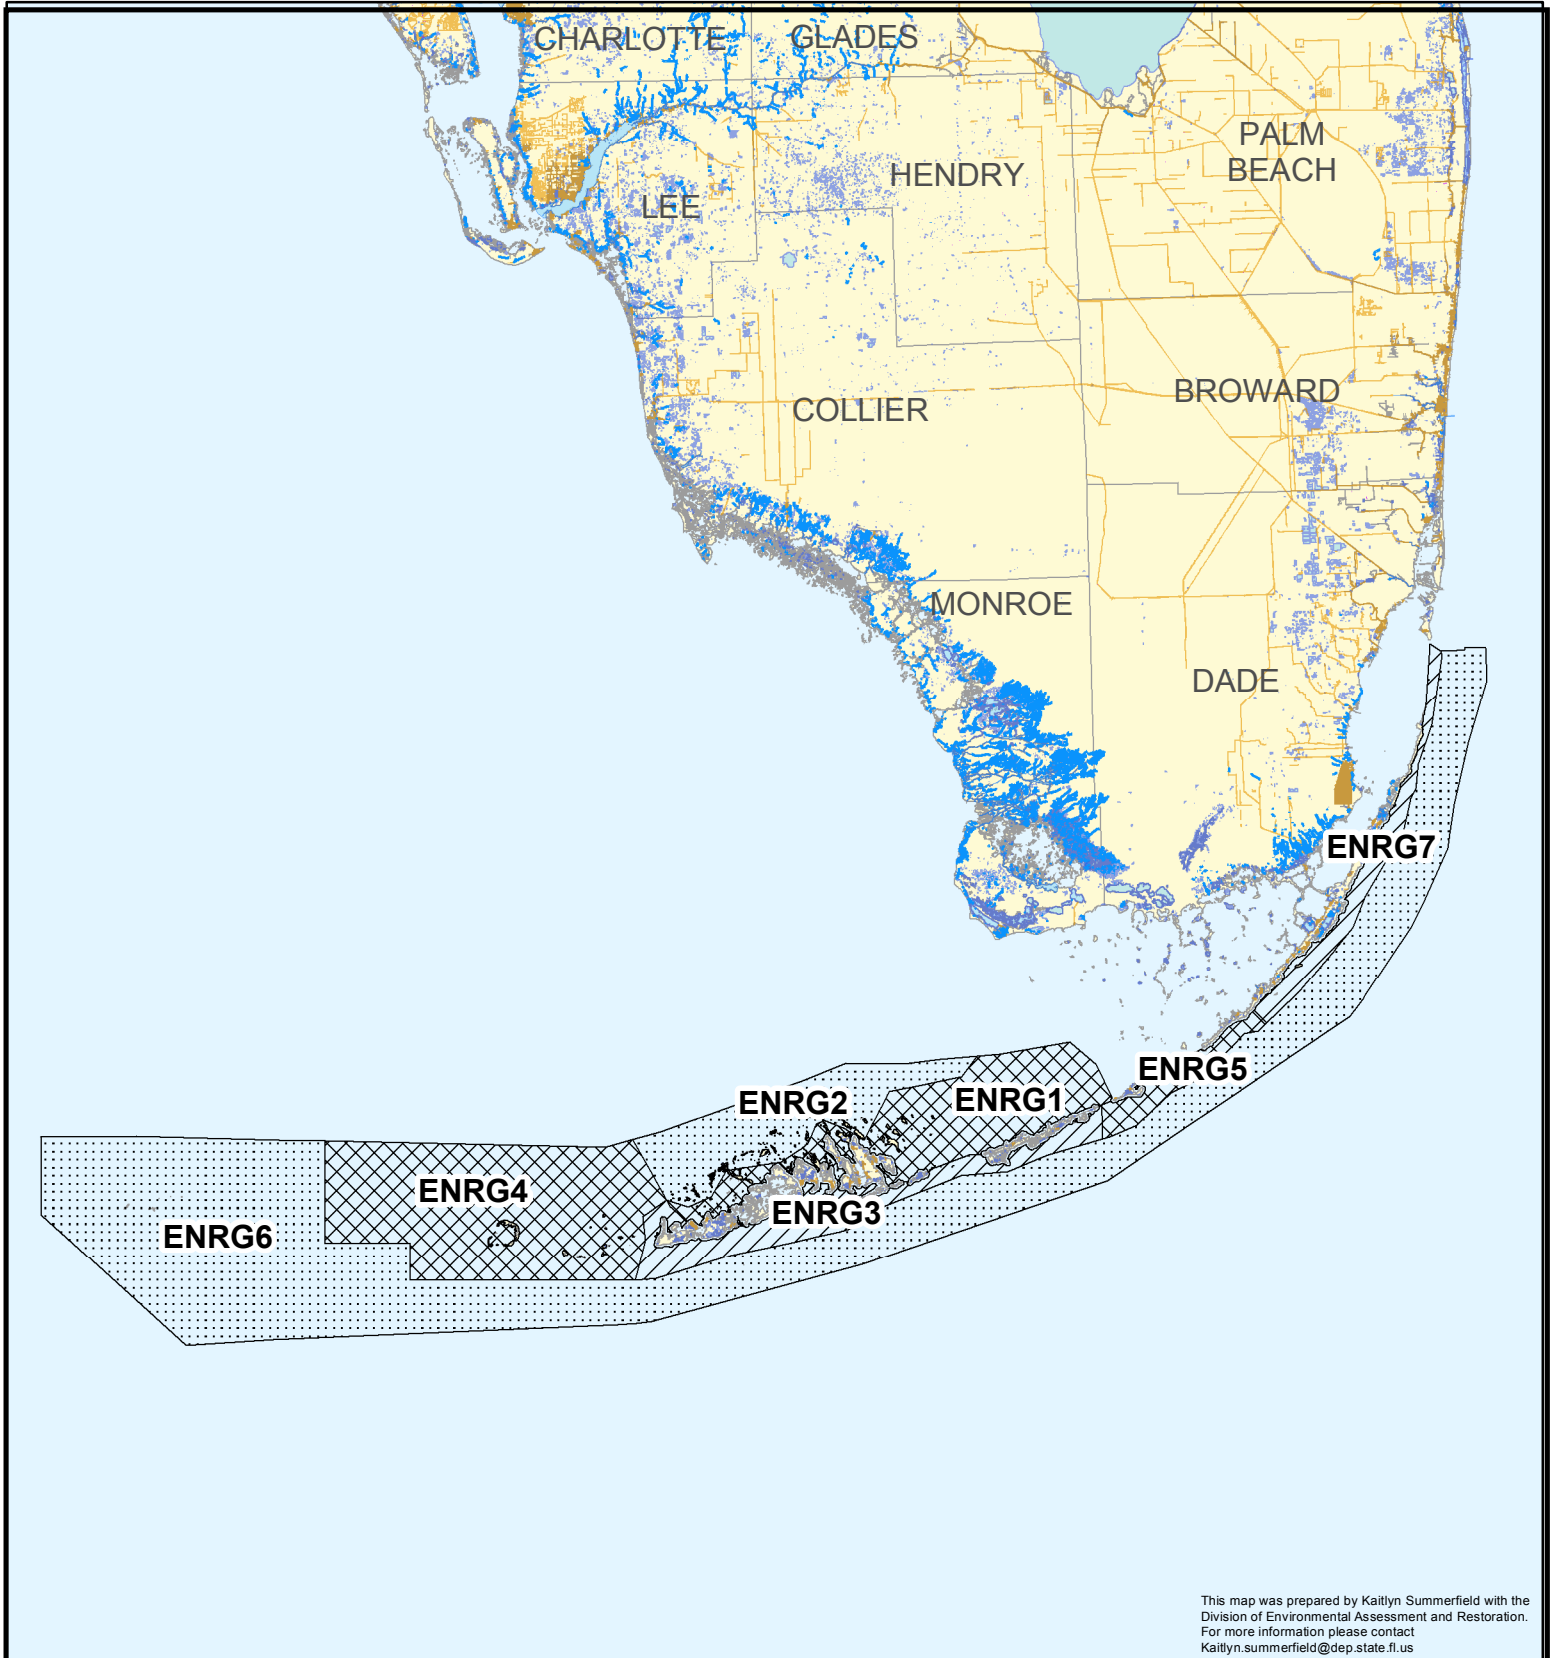 CHARLOTTE
GLADES
PALM
BEACH
HENDRY
LEE
BROWARD
COLLIER
MONROE
DADE
ENRG7
ENRG5
ENRG2
ENRG1
ENRG4
ENRG3
ENRG6
This map was prepared by Kaitlyn Summerfield with the
Division of Environmental Assessment and Restoration.
For more information please contact
Kaitlyn.summerfield@dep.state.fl.us